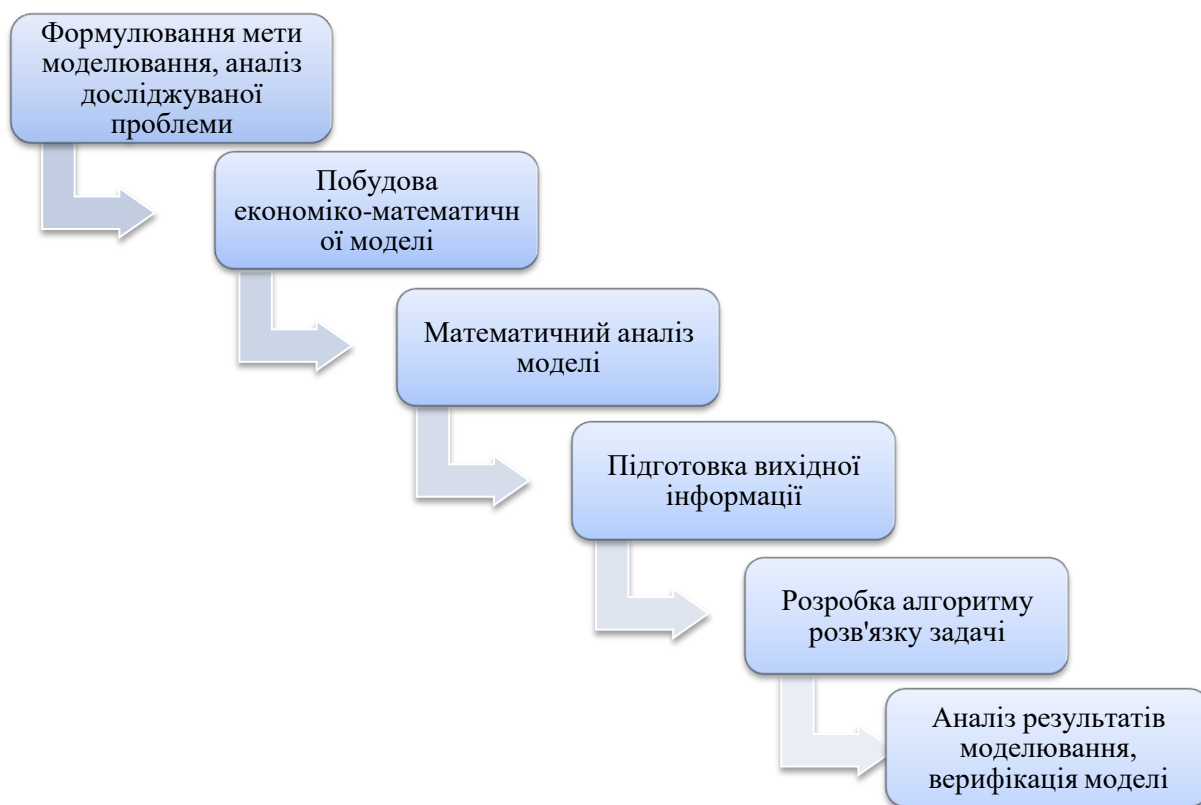 Формулювання мети
моделювання, аналіз
досліджуваної
проблеми
Побудова
економіко-математичн
ої моделі
Математичний аналіз
моделі
Підготовка вихідної
інформації
Розробка алгоритму
розв'язку задачі
Аналіз результатів
моделювання,
верифікація моделі